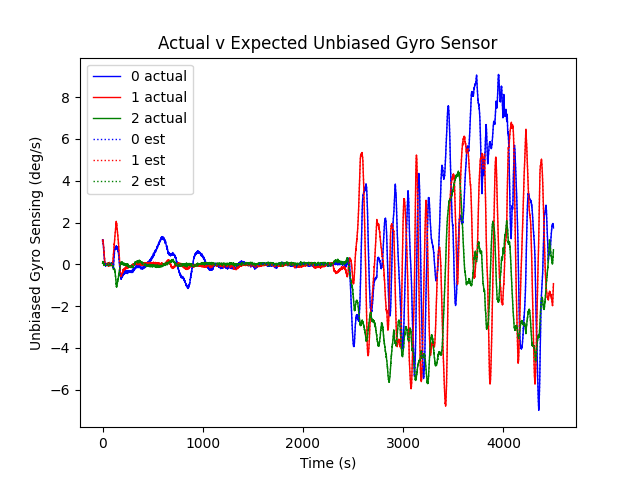 Actual v Expected Unbiased Gyro Sensor
Unbiased Gyro Sensing (deg/s)
8
6
4
2
0
−2
−4
−6
0 actual
1 actual
2 actual
0 est
1 est
2 est
0 1000 2000 3000 4000
Time (s)